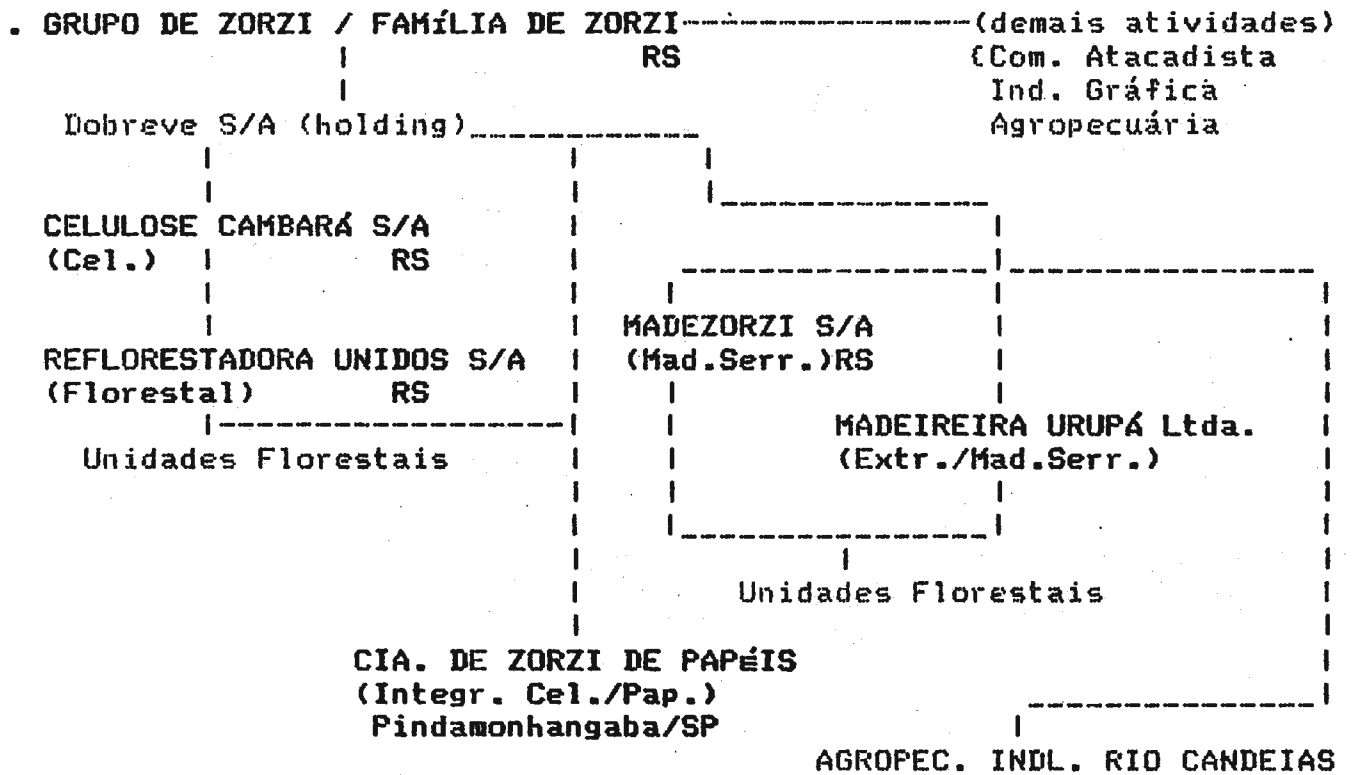 . GRUPO DE ZORZI / FAMÍLIA DE ZORZI--------------------(demais atividades)
RS (Com. Atacadista
Ind. Gráfica
Dobreve S/A (holding) Agropecuária
CELULOSE CAMBARÁ S/A
(Cel.) RS
MADEZORZI S/A
REFLORESTADORA UNIDOS S/A (Mad.Serr.)RS
(Florestal) RS
MADEIREIRA URUPÁ Ltda.
Unidades Florestais (Extr./Mad.Serr.)
Unidades Florestais
CIA. DE ZORZI DE PAPÉIS
(Integr. Cel./Pap.)
Pindamonhangaba/SP
AGROPEC. INDL. RIO CANDEIAS